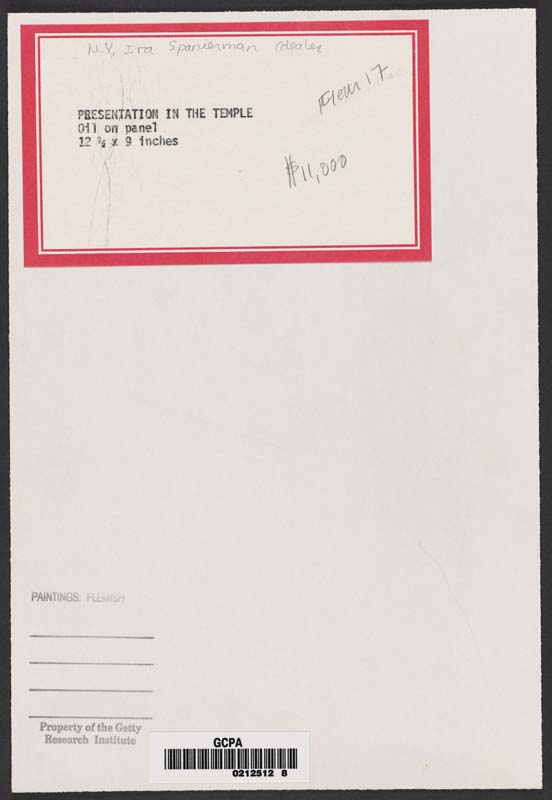 N.Y, Ira Spanierman (dealer
Flem 17
PRESENTATION IN THE TEMPLE
Oil on panel
12 ½ x 9 inches
$11,000
PAINTINGS: FLEMISH
Property of the Getty
Research Institute
GCPA
0212512 8